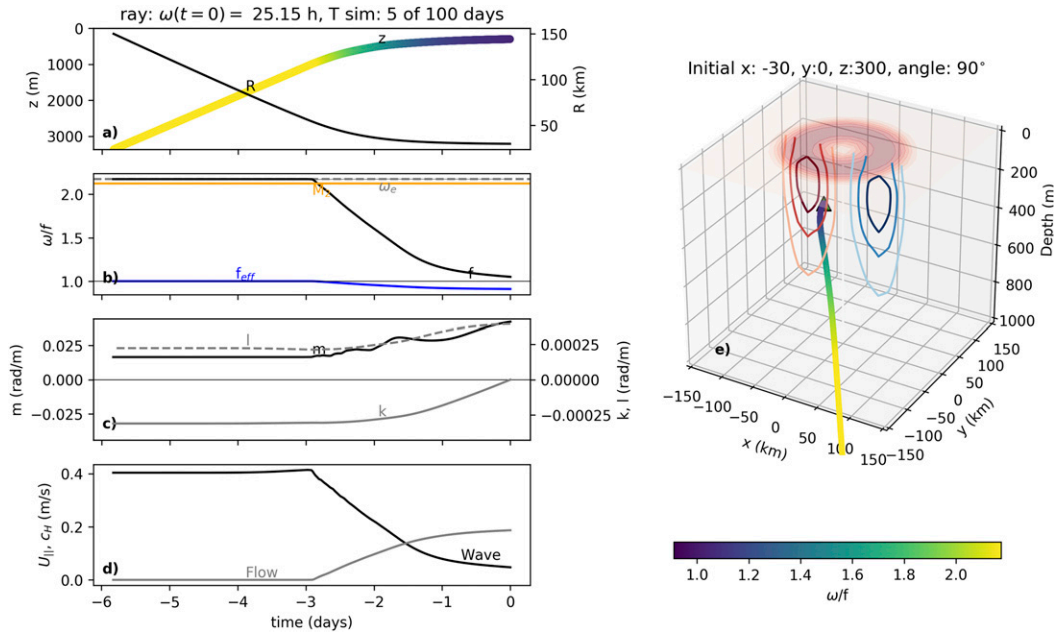 ray: ω(t=0) = 25.15 h, T sim: 5 of 100 days
0
1000
2000
3000
z (m)
z
R
a)
150
100
50
R (km)
2.0
1.5
1.0
ω/f
M₂
ωₑ
f_eff
f
b)
0.025
0.000
−0.025
m (rad/m)
l
m
k
c)
0.00025
0.00000
−0.00025
k, l (rad/m)
0.4
0.2
0.0
U_||, c_H (m/s)
Wave
Flow
d)
−6 −5 −4 −3 −2 −1 0
time (days)
Initial x: -30, y:0, z:300, angle: 90°
0
200
400
600
800
1000
Depth (m)
e)
−150 −100 −50 0 50 100 150
x (km)
−150 −100 −50 0 50 100 150
y (km)
1.0 1.2 1.4 1.6 1.8 2.0
ω/f